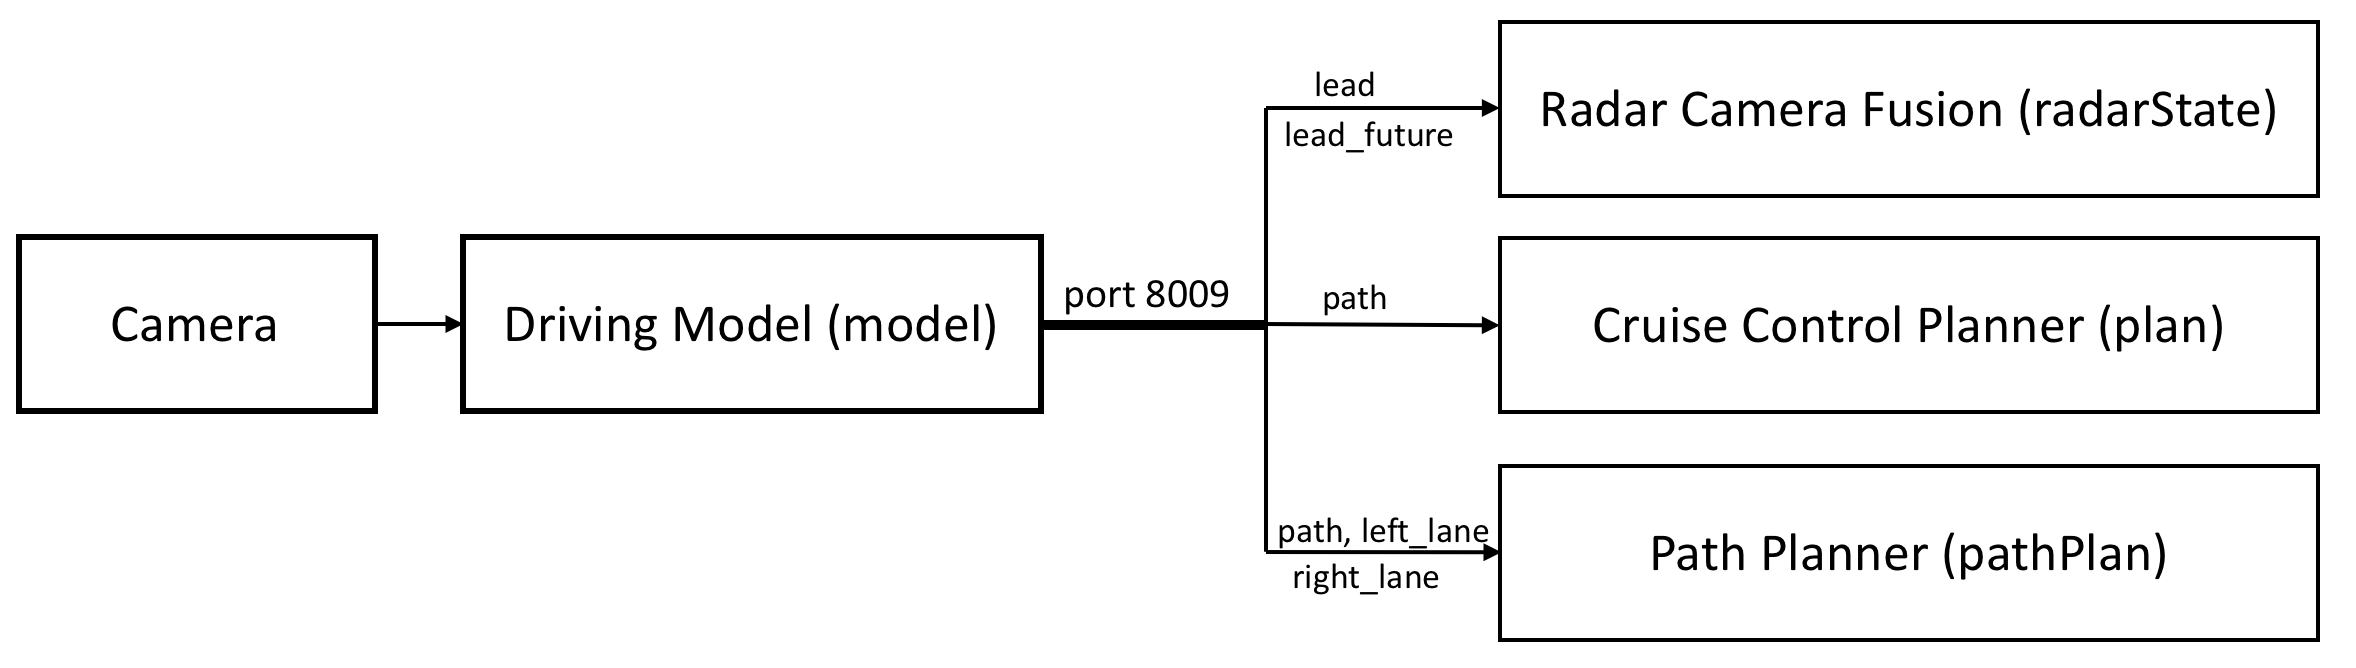 Camera
Driving Model (model)
port 8009
lead
lead_future
Radar Camera Fusion (radarState)
path
Cruise Control Planner (plan)
path, left_lane
right_lane
Path Planner (pathPlan)